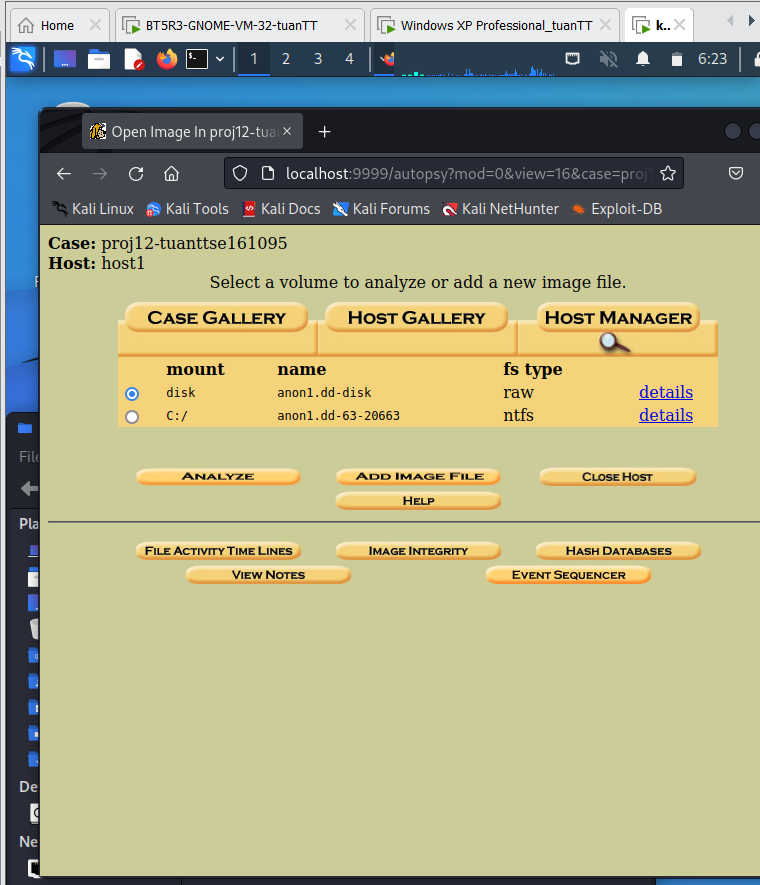 Home BT5R3-GNOME-VM-32-tuanTT Windows XP Professional_tuanTT k..
1 2 3 4 6:23
Open Image In proj12-tuan
localhost:9999/autopsy?mod=0&view=16&case=proj1
Kali Linux Kali Tools Kali Docs Kali Forums Kali NetHunter Exploit-DB
Case: proj12-tuanttse161095
Host: host1
Select a volume to analyze or add a new image file.
CASE GALLERY HOST GALLERY HOST MANAGER
mount name fs type
disk anon1.dd-disk raw details
C:/ anon1.dd-63-20663 ntfs details
File
ANALYZE ADD IMAGE FILE CLOSE HOST
HELP
Pla
FILE ACTIVITY TIME LINES IMAGE INTEGRITY HASH DATABASES
VIEW NOTES EVENT SEQUENCER
De
Ne